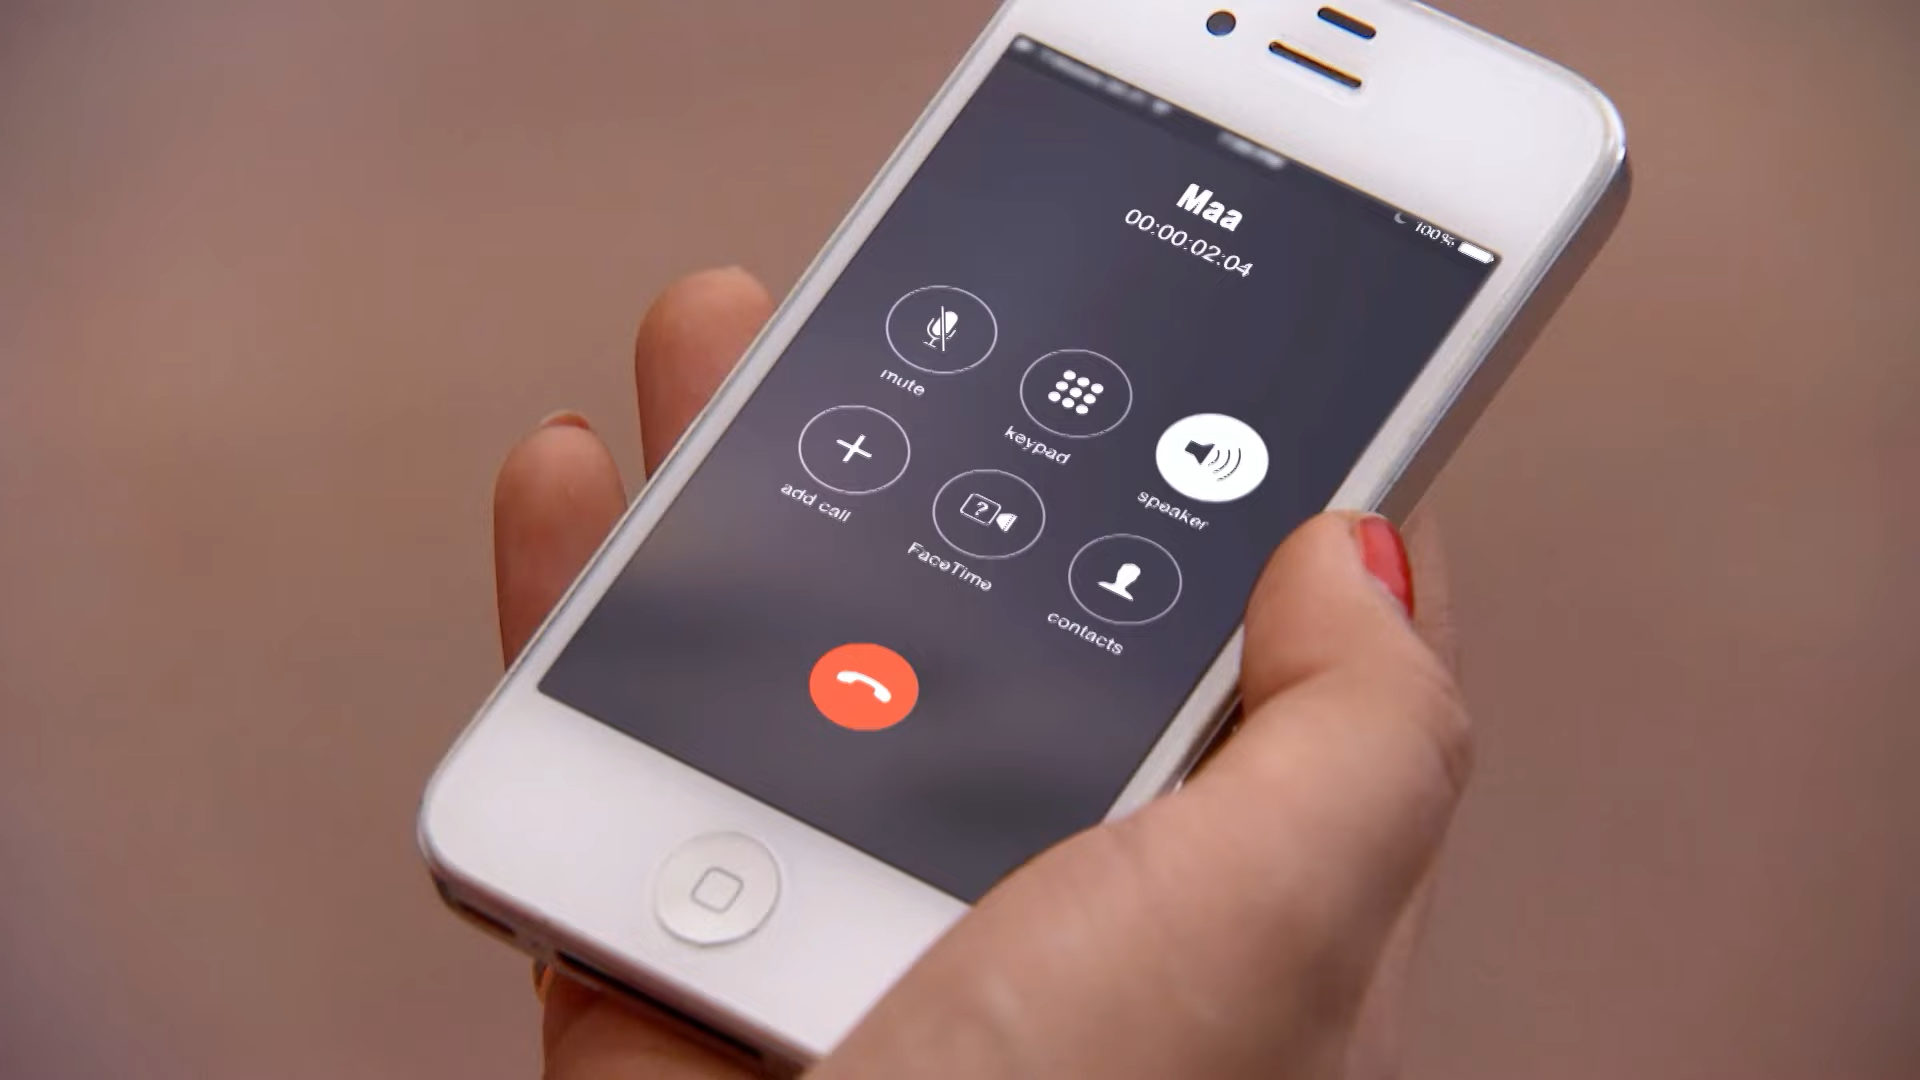 100%
Maa
00:00:02:04
mute
keypad
speaker
add call
FaceTime
contacts